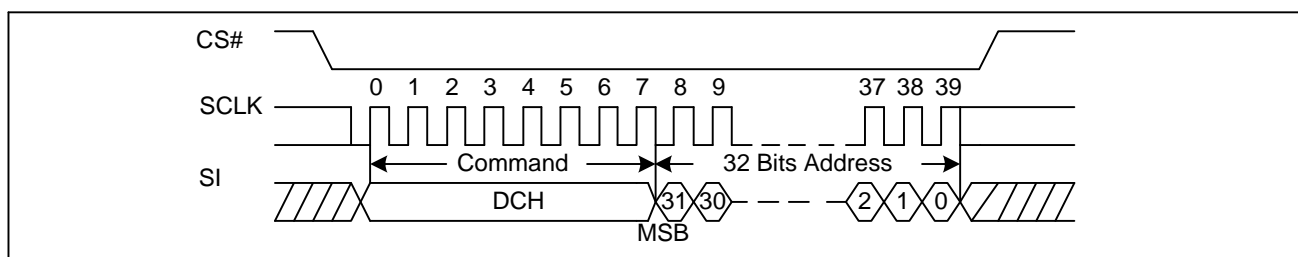 CS#
0 1 2 3 4 5 6 7 8 9 37 38 39
SCLK
Command 32 Bits Address
SI
DCH 31 30 2 1 0
MSB